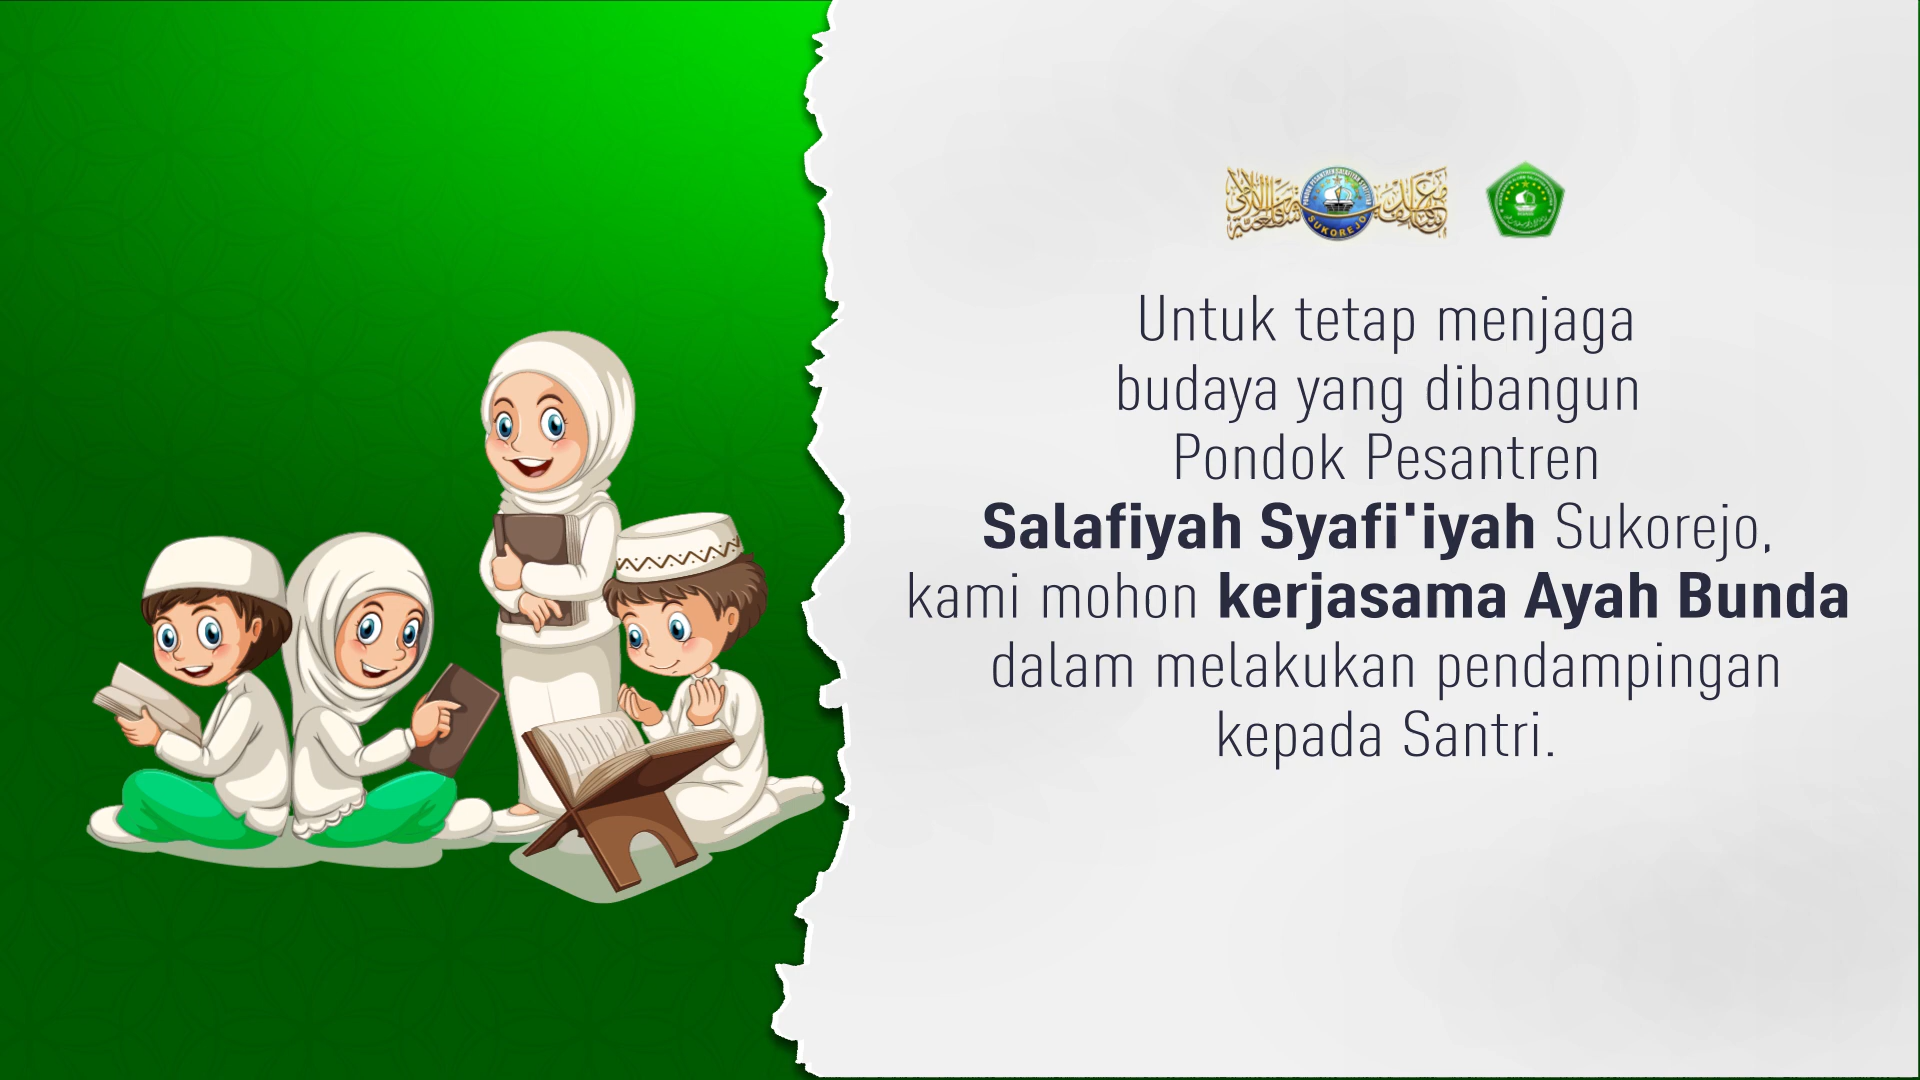 SUKOREJO
Untuk tetap menjaga
budaya yang dibangun
Pondok Pesantren
Salafiyah Syafi'iyah Sukorejo,
kami mohon kerjasama Ayah Bunda
dalam melakukan pendampingan
kepada Santri.